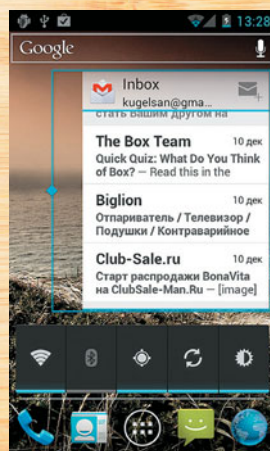 13:28
Google
Inbox
kugelsan@gma...
стать Вашим другом на
The Box Team 10 дек
Quick Quiz: What Do You Think
of Box? — Read this in the
Biglion 10 дек
Отпариватель / Телевизор /
Подушки / Контраварийное
Club-Sale.ru 10 дек
Старт распродажи BonaVita
на ClubSale-Man.Ru — [image]